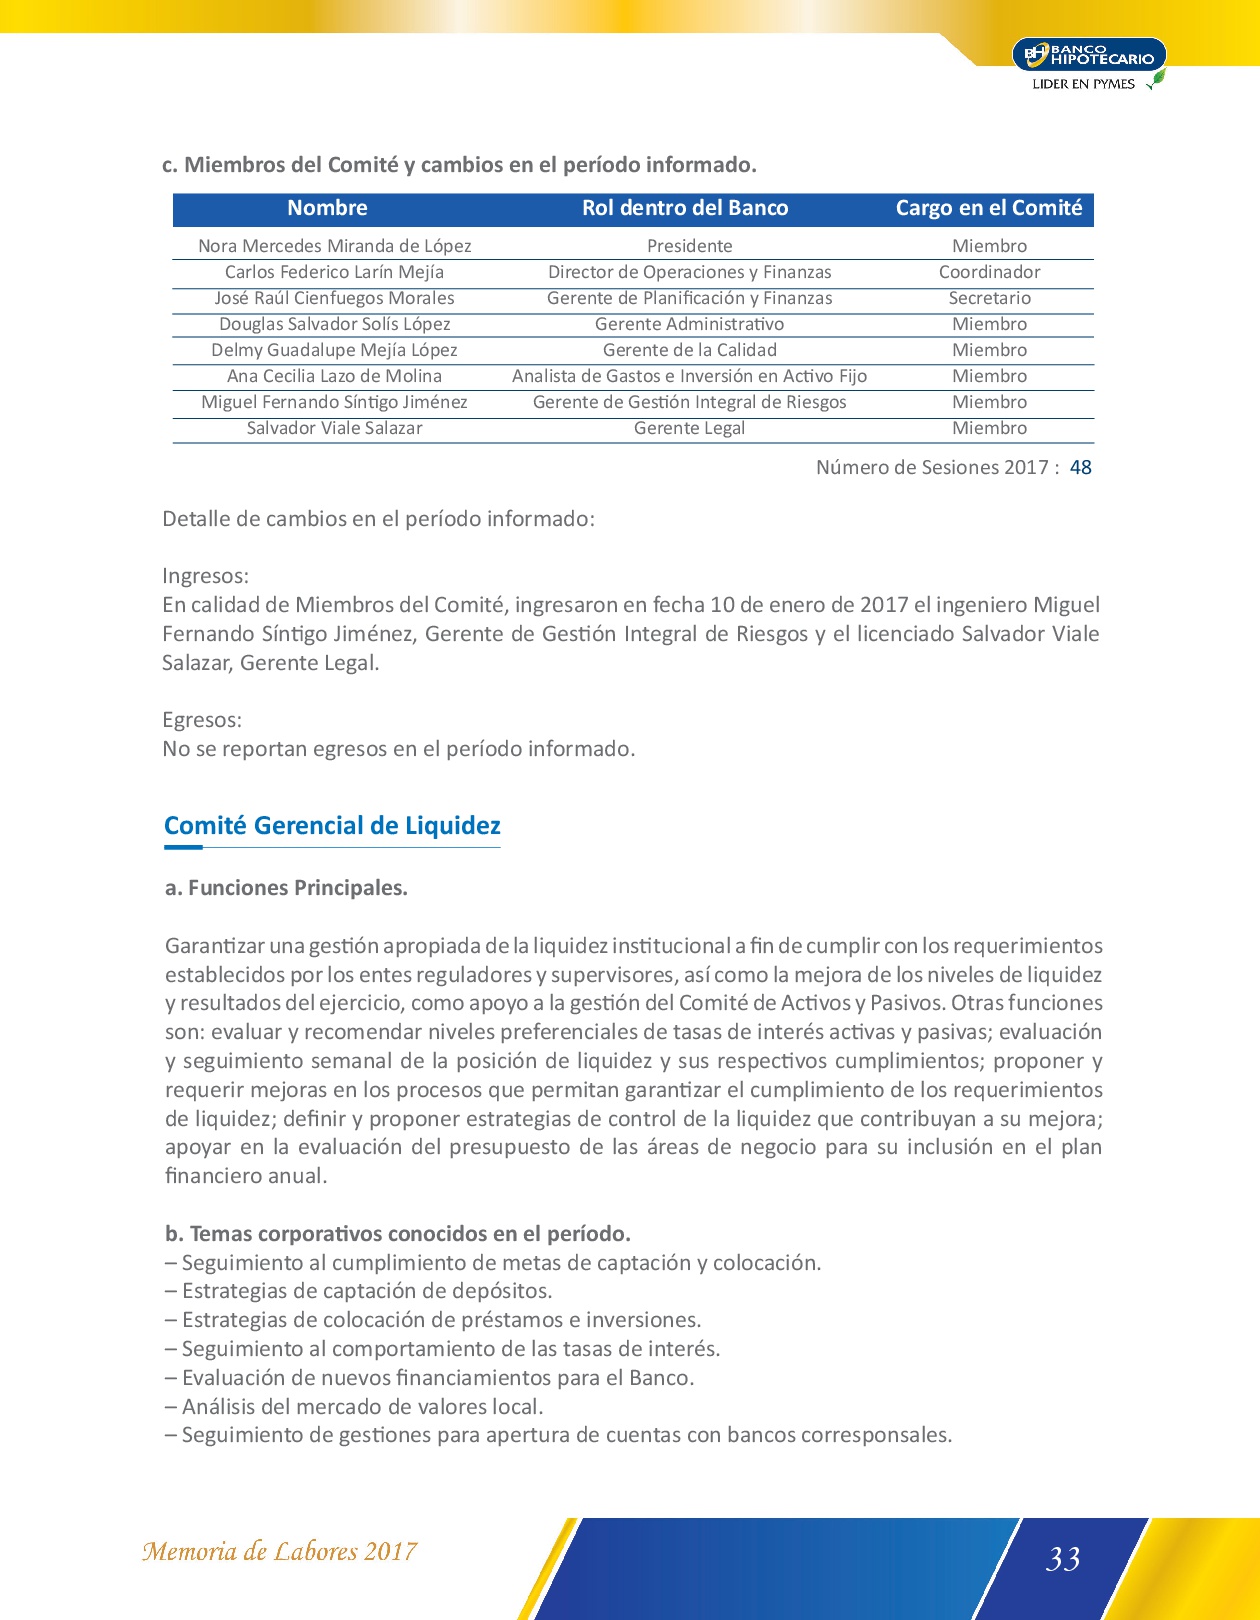 BH BANCO
HIPOTECARIO
LIDER EN PYMES
c. Miembros del Comité y cambios en el período informado.
Nombre Rol dentro del Banco Cargo en el Comité
Nora Mercedes Miranda de López Presidente Miembro
Carlos Federico Larín Mejía Director de Operaciones y Finanzas Coordinador
José Raúl Cienfuegos Morales Gerente de Planificación y Finanzas Secretario
Douglas Salvador Solís López Gerente Administrativo Miembro
Delmy Guadalupe Mejía López Gerente de la Calidad Miembro
Ana Cecilia Lazo de Molina Analista de Gastos e Inversión en Activo Fijo Miembro
Miguel Fernando Síntigo Jiménez Gerente de Gestión Integral de Riesgos Miembro
Salvador Viale Salazar Gerente Legal Miembro
Número de Sesiones 2017 : 48
Detalle de cambios en el período informado:
Ingresos:
En calidad de Miembros del Comité, ingresaron en fecha 10 de enero de 2017 el ingeniero Miguel
Fernando Síntigo Jiménez, Gerente de Gestión Integral de Riesgos y el licenciado Salvador Viale
Salazar, Gerente Legal.
Egresos:
No se reportan egresos en el período informado.
Comité Gerencial de Liquidez
a. Funciones Principales.
Garantizar una gestión apropiada de la liquidez institucional a fin de cumplir con los requerimientos
establecidos por los entes reguladores y supervisores, así como la mejora de los niveles de liquidez
y resultados del ejercicio, como apoyo a la gestión del Comité de Activos y Pasivos. Otras funciones
son: evaluar y recomendar niveles preferenciales de tasas de interés activas y pasivas; evaluación
y seguimiento semanal de la posición de liquidez y sus respectivos cumplimientos; proponer y
requerir mejoras en los procesos que permitan garantizar el cumplimiento de los requerimientos
de liquidez; definir y proponer estrategias de control de la liquidez que contribuyan a su mejora;
apoyar en la evaluación del presupuesto de las áreas de negocio para su inclusión en el plan
financiero anual.
b. Temas corporativos conocidos en el período.
– Seguimiento al cumplimiento de metas de captación y colocación.
– Estrategias de captación de depósitos.
– Estrategias de colocación de préstamos e inversiones.
– Seguimiento al comportamiento de las tasas de interés.
– Evaluación de nuevos financiamientos para el Banco.
– Análisis del mercado de valores local.
– Seguimiento de gestiones para apertura de cuentas con bancos corresponsales.
Memoria de Labores 2017
33